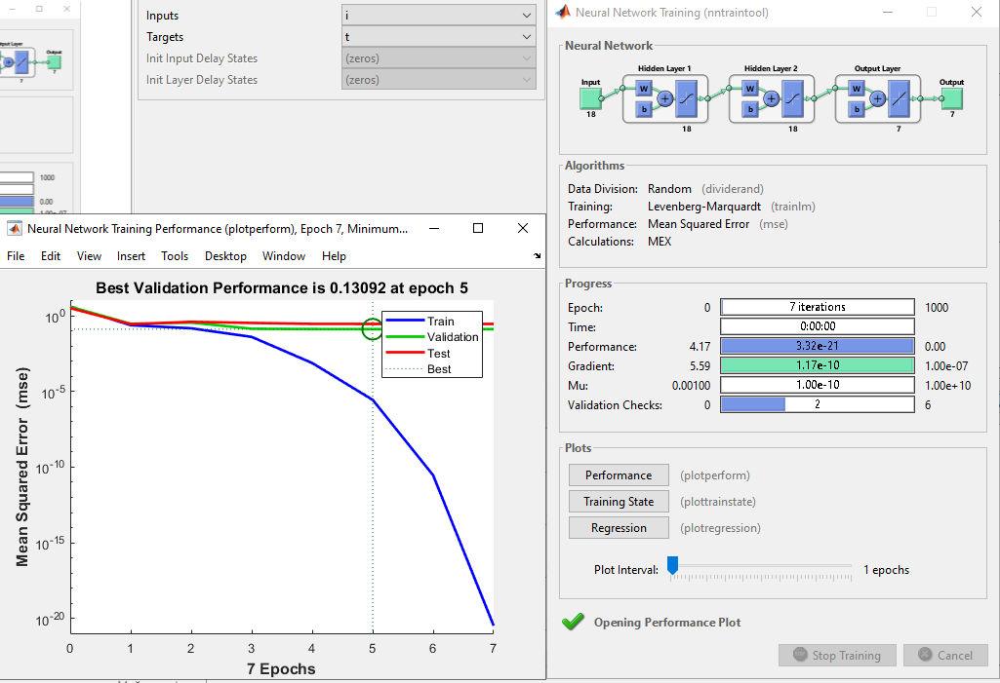 Inputs i
Targets t
Init Input Delay States (zeros)
Init Layer Delay States (zeros)
Output
7
7
1000
0.00
Neural Network Training Performance (plotperform), Epoch 7, Minimum...
File Edit View Insert Tools Desktop Window Help
Best Validation Performance is 0.13092 at epoch 5
Train
Validation
Test
Best
10^0
10^-5
10^-10
10^-15
10^-20
Mean Squared Error (mse)
0 1 2 3 4 5 6 7
7 Epochs
Neural Network Training (nntraintool)
Neural Network
Input Hidden Layer 1 Hidden Layer 2 Output Layer Output
W b + W b + W b +
18 18 18 7 7
Algorithms
Data Division: Random (dividerand)
Training: Levenberg-Marquardt (trainlm)
Performance: Mean Squared Error (mse)
Calculations: MEX
Progress
Epoch: 0 7 iterations 1000
Time: 0:00:00
Performance: 4.17 3.32e-21 0.00
Gradient: 5.59 1.17e-10 1.00e-07
Mu: 0.00100 1.00e-10 1.00e+10
Validation Checks: 0 2 6
Plots
Performance (plotperform)
Training State (plottrainstate)
Regression (plotregression)
Plot Interval: 1 epochs
Opening Performance Plot
Stop Training Cancel